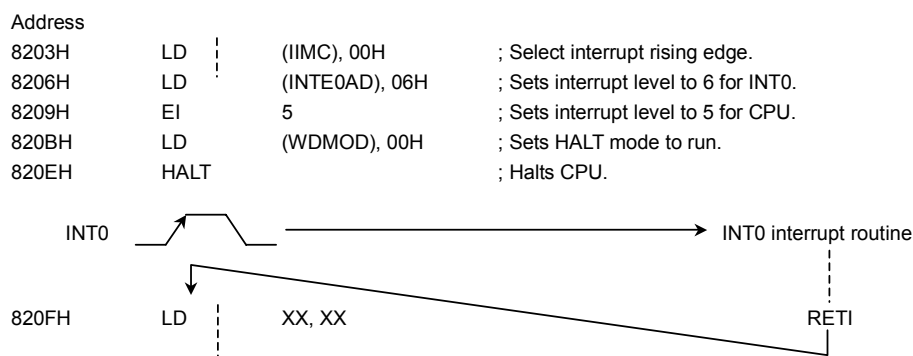 Address
8203H LD (IIMC), 00H ; Select interrupt rising edge.
8206H LD (INTE0AD), 06H ; Sets interrupt level to 6 for INT0.
8209H EI 5 ; Sets interrupt level to 5 for CPU.
820BH LD (WDMOD), 00H ; Sets HALT mode to run.
820EH HALT ; Halts CPU.
INT0 INT0 interrupt routine
820FH LD XX, XX RETI